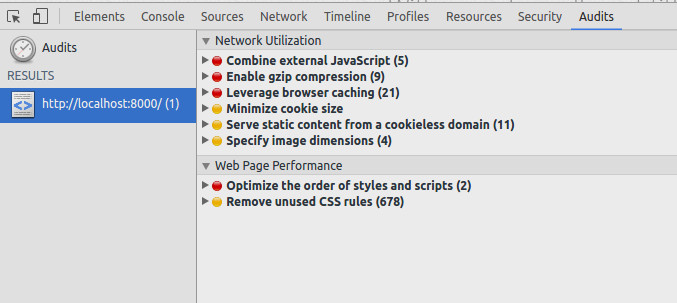 Elements Console Sources Network Timeline Profiles Resources Security Audits
Audits
RESULTS
http://localhost:8000/ (1)
Network Utilization
Combine external JavaScript (5)
Enable gzip compression (9)
Leverage browser caching (21)
Minimize cookie size
Serve static content from a cookieless domain (11)
Specify image dimensions (4)
Web Page Performance
Optimize the order of styles and scripts (2)
Remove unused CSS rules (678)